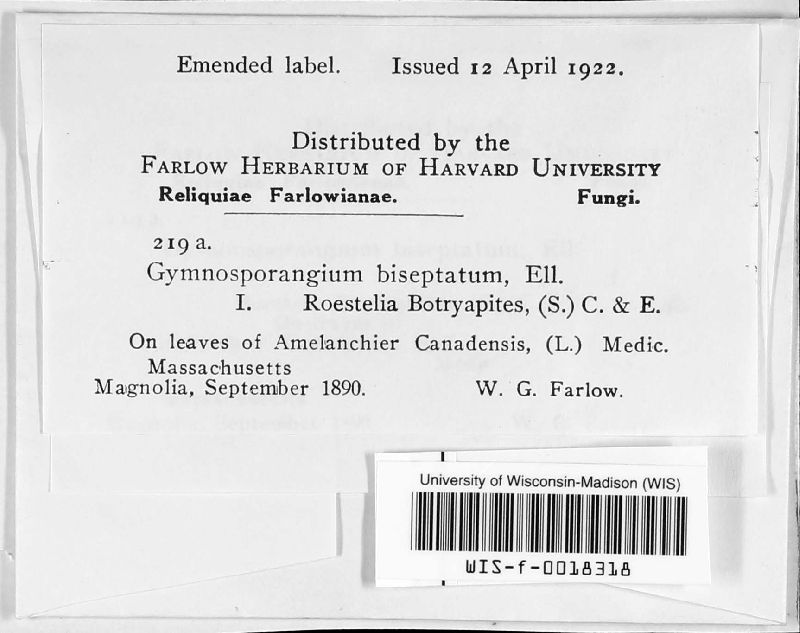 Emended label. Issued 12 April 1922.
Distributed by the
FARLOW HERBARIUM OF HARVARD UNIVERSITY
Reliquiae Farlowianae. Fungi.
219 a.
Gymnosporangium biseptatum, Ell.
I. Roestelia Botryapites, (S.) C. & E.
On leaves of Amelanchier Canadensis, (L.) Medic.
Massachusetts
Magnolia, September 1890. W. G. Farlow.
University of Wisconsin-Madison (WIS)
WIS-f-0018318